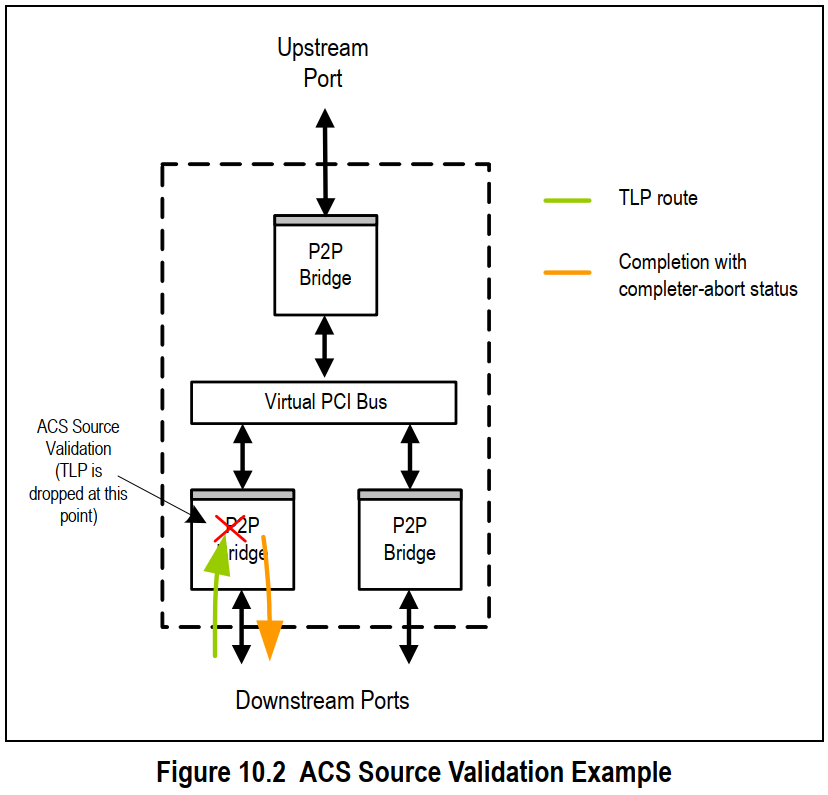 Upstream
Port
TLP route
P2P
Bridge
Completion with
completer-abort status
Virtual PCI Bus
ACS Source
Validation
(TLP is
dropped at this
point)
P2P
Bridge
P2P
Bridge
Downstream Ports
Figure 10.2 ACS Source Validation Example